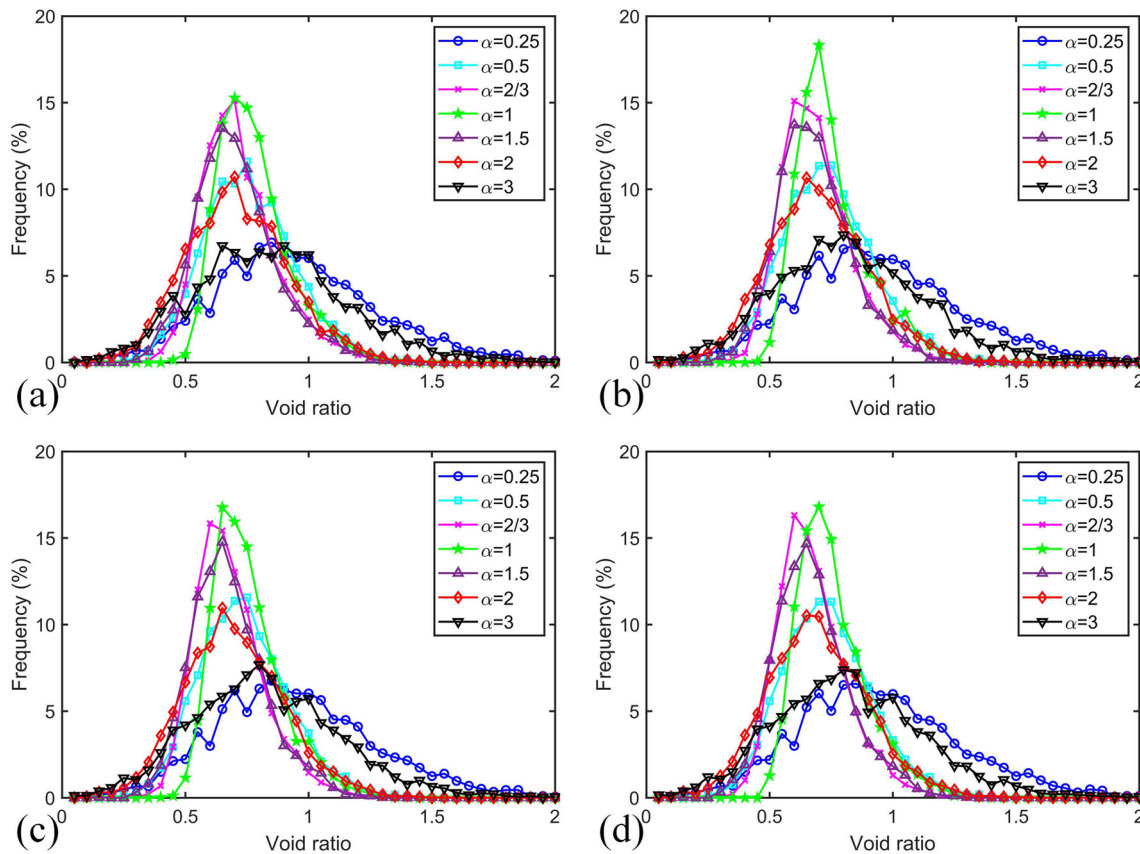 20
15
10
5
0
Frequency (%)
α=0.25
α=0.5
α=2/3
α=1
α=1.5
α=2
α=3
0 0.5 1 1.5 2
Void ratio
(a)
20
15
10
5
0
Frequency (%)
α=0.25
α=0.5
α=2/3
α=1
α=1.5
α=2
α=3
0.5 1 1.5 2
Void ratio
(b)
20
15
10
5
0
Frequency (%)
α=0.25
α=0.5
α=2/3
α=1
α=1.5
α=2
α=3
0 0.5 1 1.5 2
Void ratio
(c)
20
15
10
5
0
Frequency (%)
α=0.25
α=0.5
α=2/3
α=1
α=1.5
α=2
α=3
0.5 1 1.5 2
Void ratio
(d)